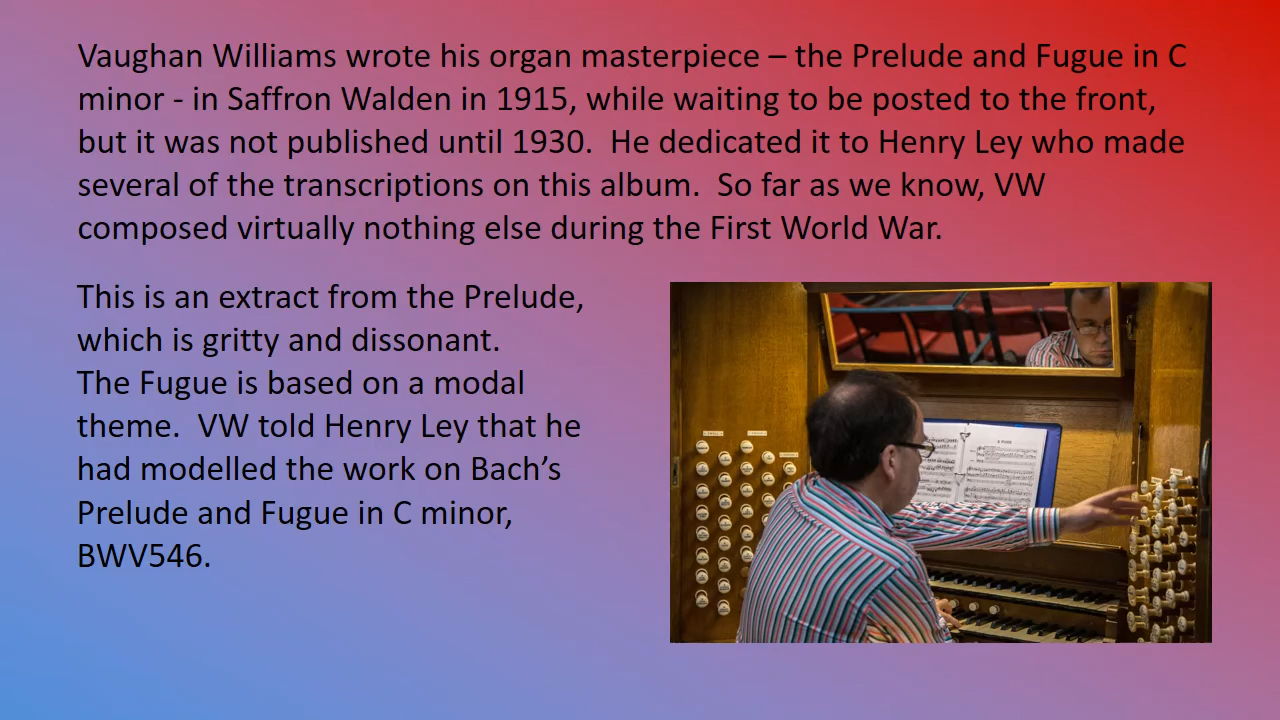 Vaughan Williams wrote his organ masterpiece – the Prelude and Fugue in C
minor - in Saffron Walden in 1915, while waiting to be posted to the front,
but it was not published until 1930.  He dedicated it to Henry Ley who made
several of the transcriptions on this album.  So far as we know, VW
composed virtually nothing else during the First World War.
This is an extract from the Prelude,
which is gritty and dissonant.
The Fugue is based on a modal
theme.  VW told Henry Ley that he
had modelled the work on Bach’s
Prelude and Fugue in C minor,
BWV546.